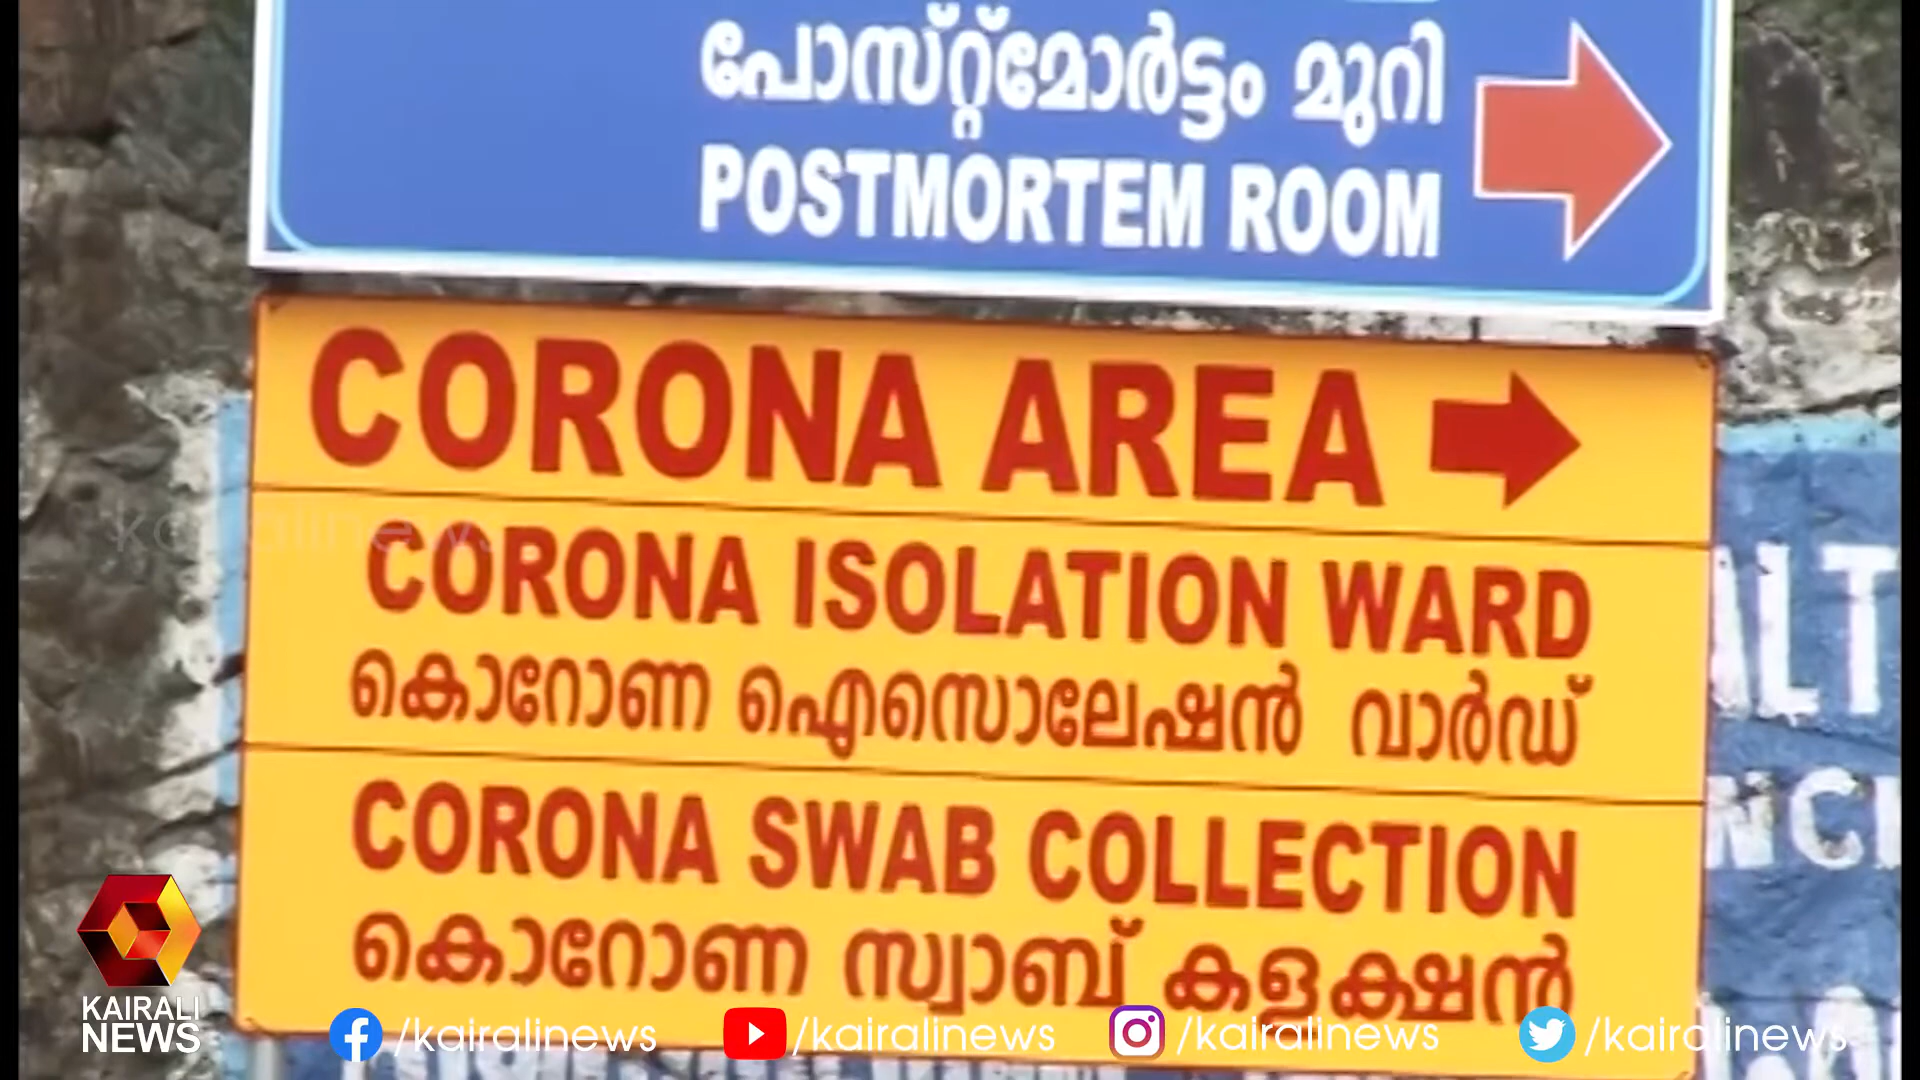 പോസ്റ്റ്മോർട്ടം മുറി
POSTMORTEM ROOM
CORONA AREA
CORONA ISOLATION WARD
കൊറോണ ഐസൊലേഷൻ വാർഡ്
CORONA SWAB COLLECTION
കൊറോണ സ്വാബ് കളക്ഷൻ
kairalinews
KAIRALI
NEWS
/kairalinews
/kairalinews
/kairalinews
/kairalinews